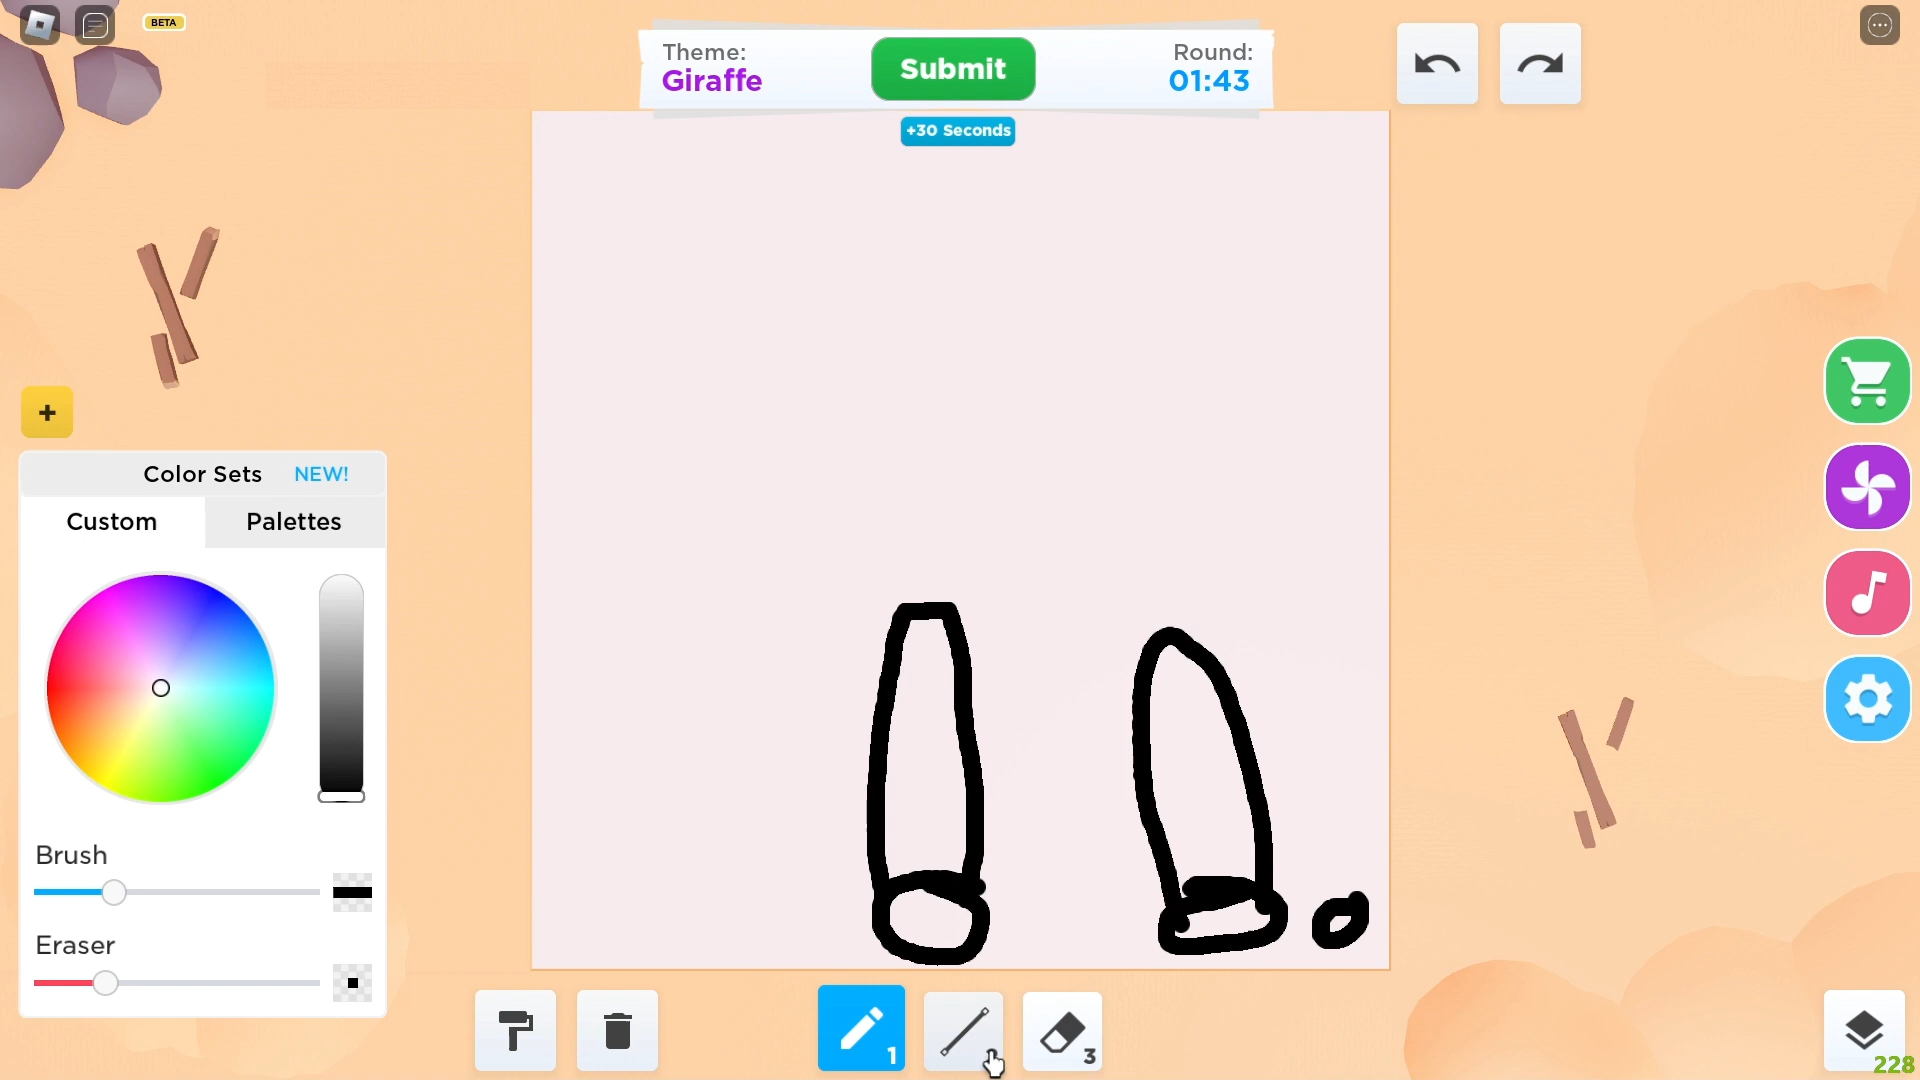 BETA
Theme:
Giraffe
Submit
Round:
01:43
+30 Seconds
+
Color Sets NEW!
Custom Palettes
Brush
Eraser
1
3
228